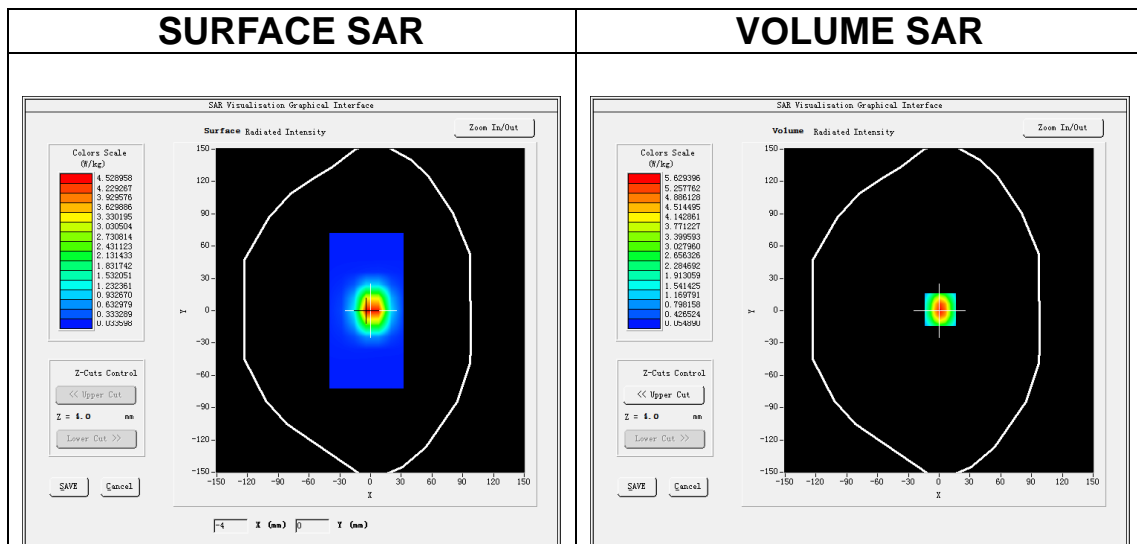 SURFACE SAR
VOLUME SAR
SAR Visualisation Graphical Interface
Surface Radiated Intensity
Zoom In/Out
Colors Scale
(W/kg)
4.528958
4.229267
3.929576
3.629886
3.330195
3.030504
2.730814
2.431123
2.131433
1.831742
1.532051
1.232361
0.932670
0.632979
0.333289
0.033598
150
120
90
60
30
0
-30
-60
-90
-120
-150
Y
-150 -120 -90 -60 -30 0 30 60 90 120 150
X
Z-Cuts Control
<< Upper Cut
Z = 4.0 mm
Lower Cut >>
SAVE Cancel
-4 X (mm) 0 Y (mm)
SAR Visualisation Graphical Interface
Volume Radiated Intensity
Zoom In/Out
Colors Scale
(W/kg)
5.629396
5.257762
4.886128
4.514495
4.142861
3.771227
3.399593
3.027960
2.656326
2.284692
1.913059
1.541425
1.169791
0.798158
0.426524
0.054890
150
120
90
60
30
0
-30
-60
-90
-120
-150
Y
-150 -120 -90 -60 -30 0 30 60 90 120 150
X
Z-Cuts Control
<< Upper Cut
Z = 4.0 mm
Lower Cut >>
SAVE Cancel